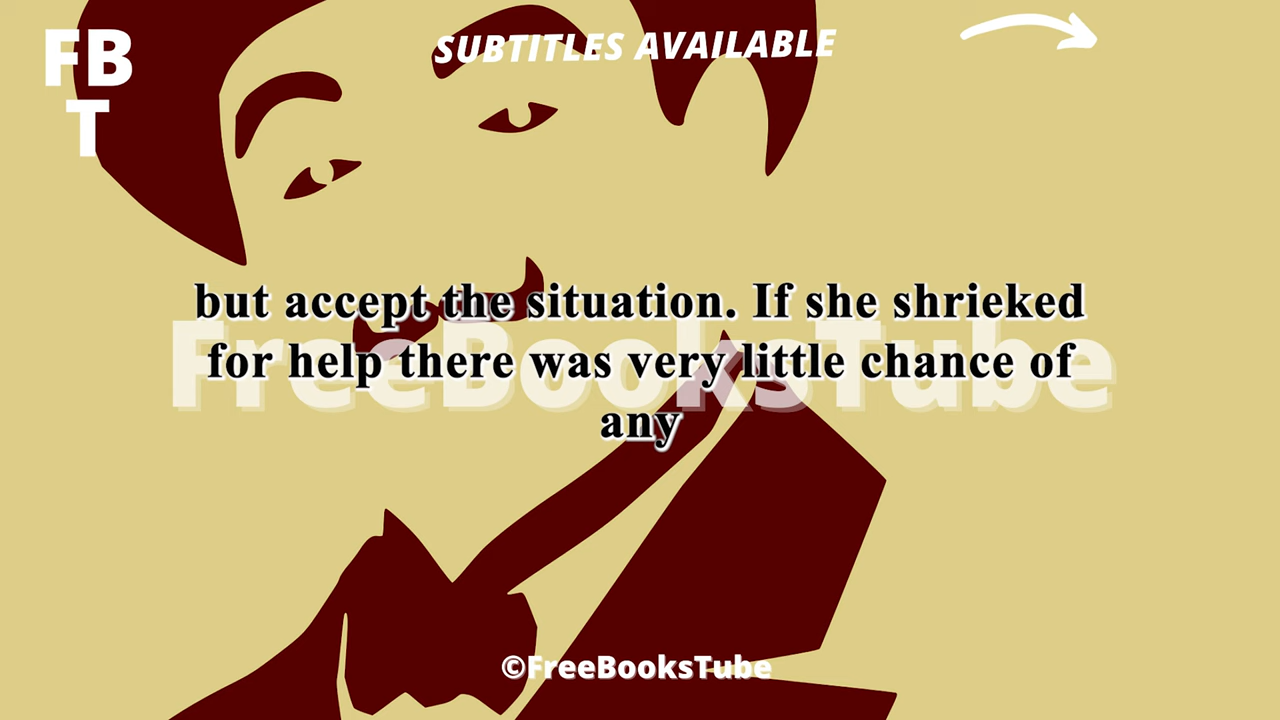 FB
T
SUBTITLES AVAILABLE
but accept the situation. If she shrieked
for help there was very little chance of
any
FreeBooksTube
©FreeBooksTube